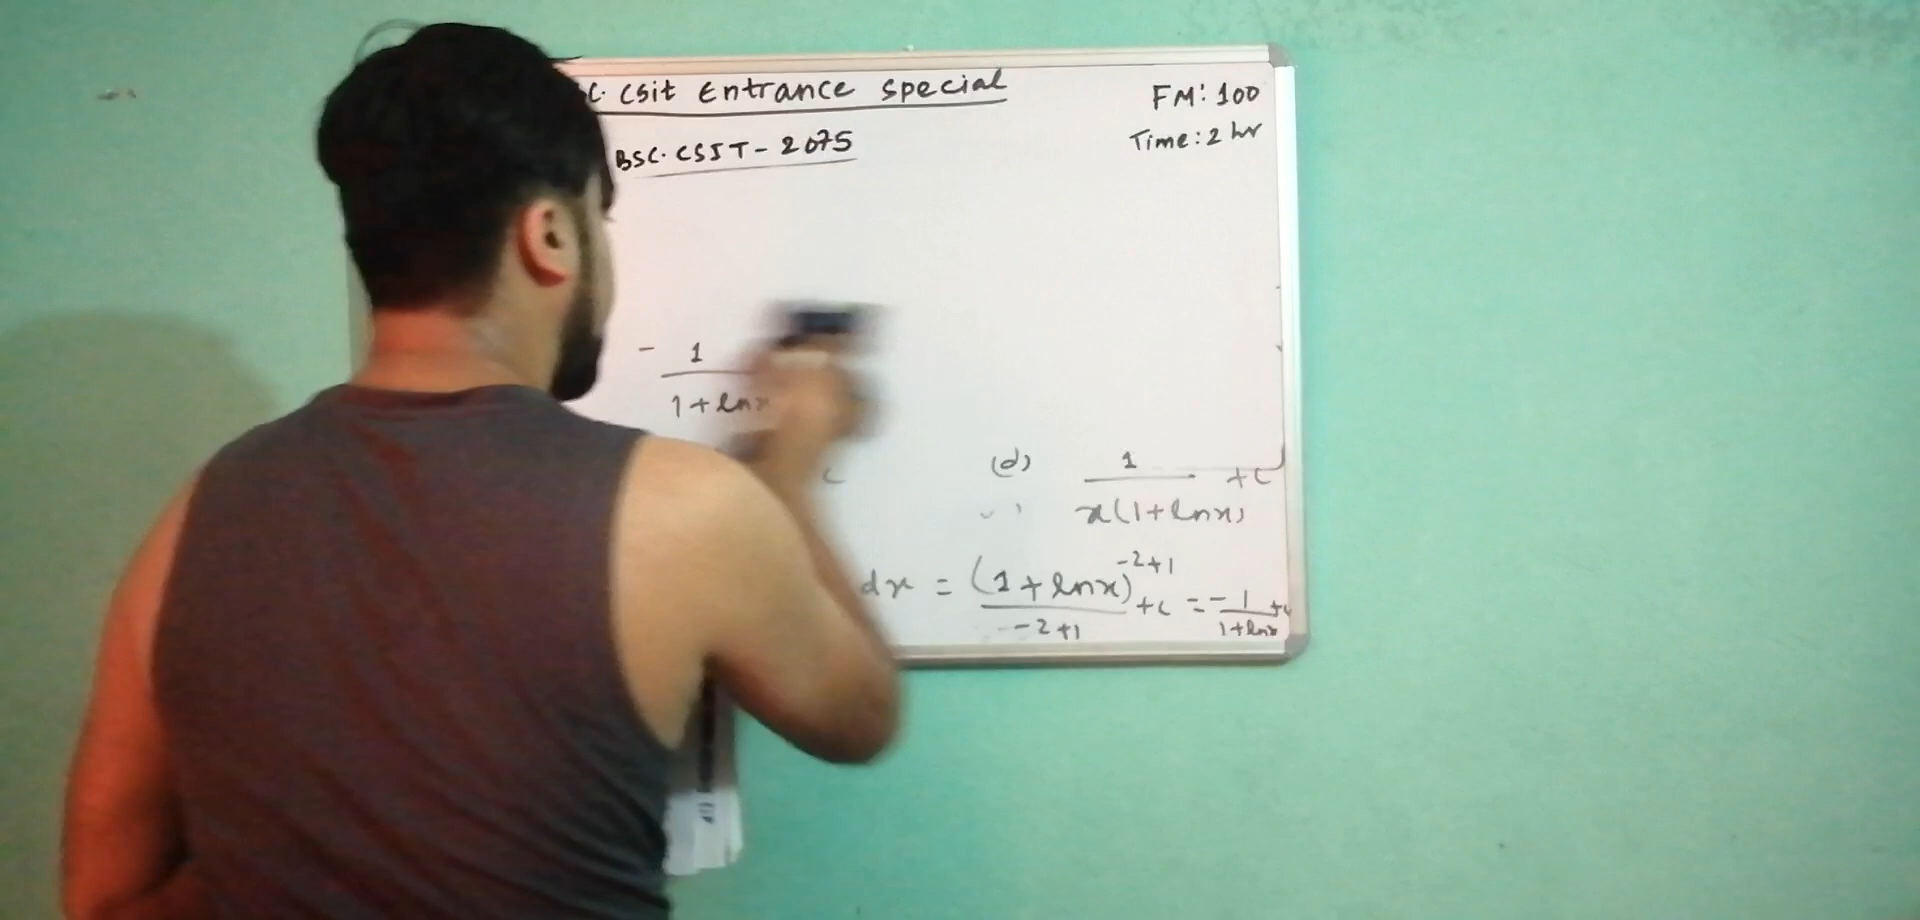 c. Csit Entrance special
FM: 100
Time: 2 hr
BSC. CSIT - 2075
- 1
1 + lnx
c
(d) 1 + c
x(1 + lnx)
dx = (1 + lnx)^-2+1 / -2+1 + c = - 1 / 1 + lnx + c